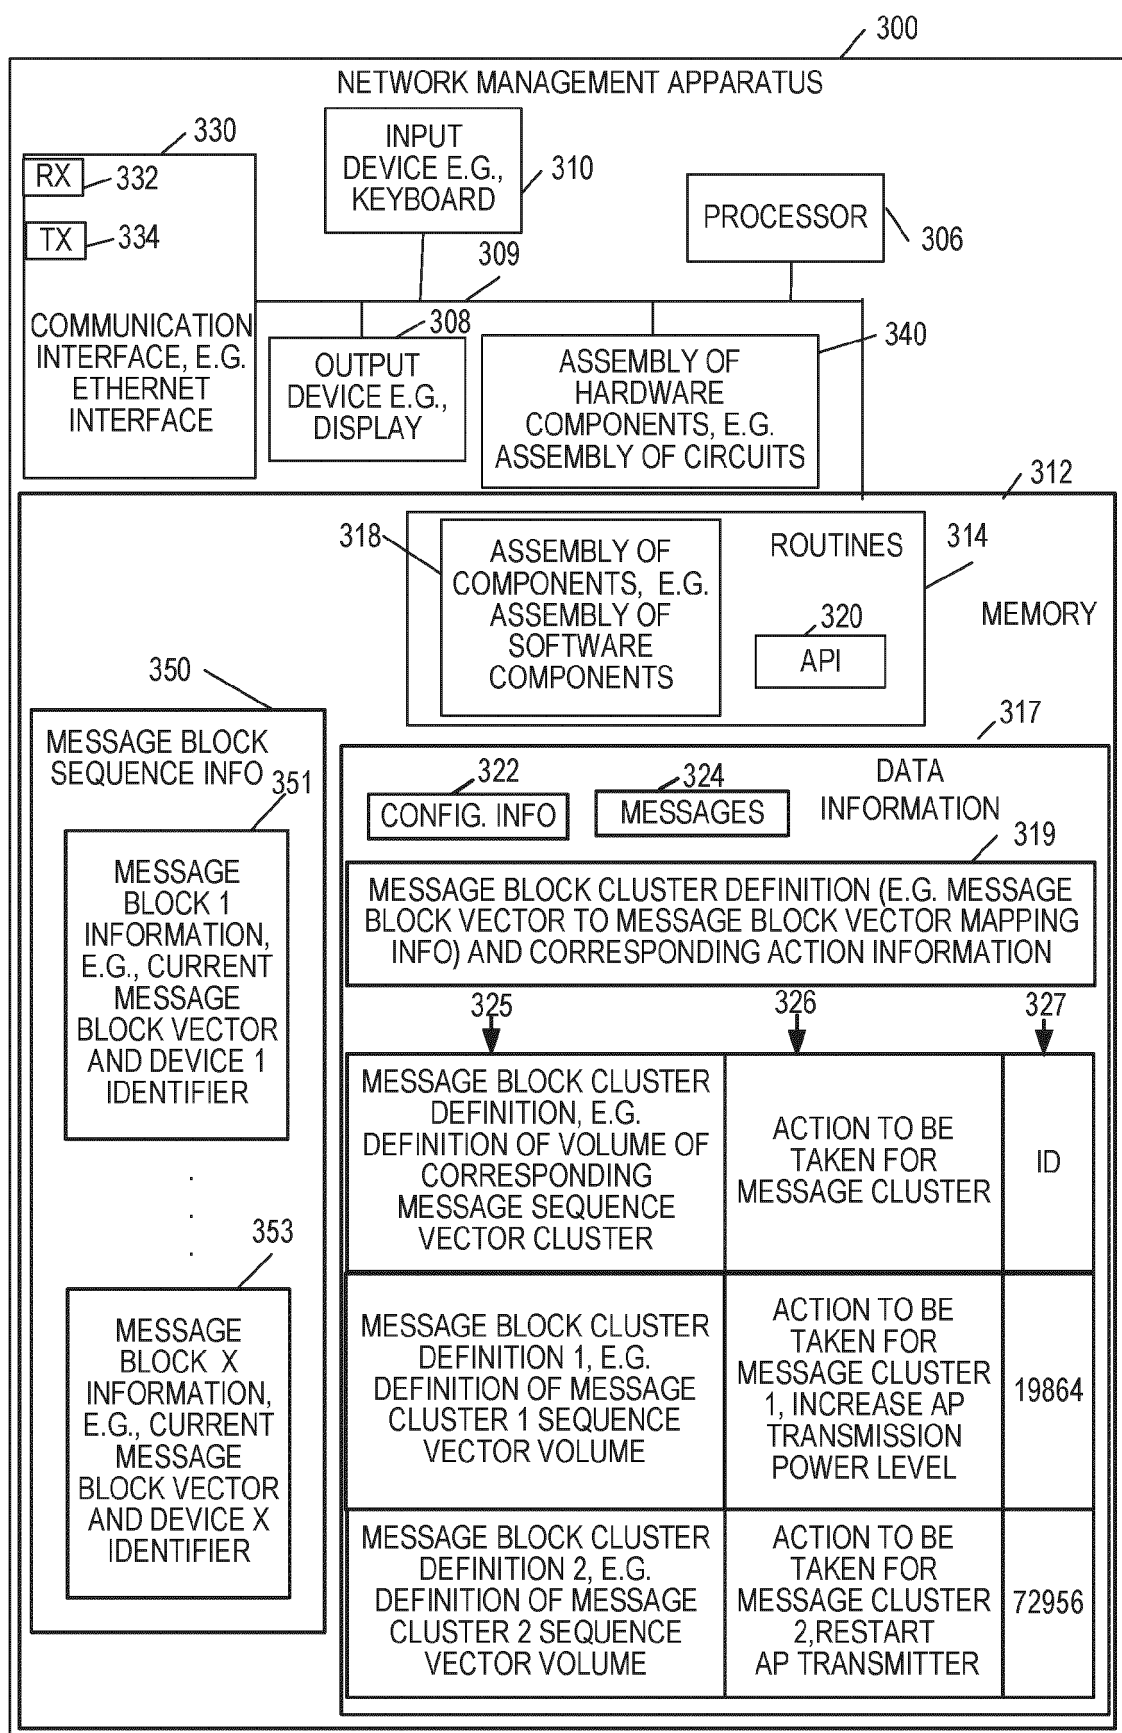 300
NETWORK MANAGEMENT APPARATUS
330
RX
332
TX
334
COMMUNICATION
INTERFACE, E.G.
ETHERNET
INTERFACE
INPUT
DEVICE E.G.,
KEYBOARD
310
PROCESSOR
306
309
308
OUTPUT
DEVICE E.G.,
DISPLAY
340
ASSEMBLY OF
HARDWARE
COMPONENTS, E.G.
ASSEMBLY OF CIRCUITS
312
MEMORY
318
ASSEMBLY OF
COMPONENTS, E.G.
ASSEMBLY OF
SOFTWARE
COMPONENTS
ROUTINES
314
320
API
350
MESSAGE BLOCK
SEQUENCE INFO
351
MESSAGE
BLOCK 1
INFORMATION,
E.G., CURRENT
MESSAGE
BLOCK VECTOR
AND DEVICE 1
IDENTIFIER
.
.
.
353
MESSAGE
BLOCK X
INFORMATION,
E.G., CURRENT
MESSAGE
BLOCK VECTOR
AND DEVICE X
IDENTIFIER
317
322
CONFIG. INFO
324
MESSAGES
DATA
INFORMATION
319
MESSAGE BLOCK CLUSTER DEFINITION (E.G. MESSAGE
BLOCK VECTOR TO MESSAGE BLOCK VECTOR MAPPING
INFO) AND CORRESPONDING ACTION INFORMATION
325
326
327
MESSAGE BLOCK CLUSTER
DEFINITION, E.G.
DEFINITION OF VOLUME OF
CORRESPONDING
MESSAGE SEQUENCE
VECTOR CLUSTER
ACTION TO BE
TAKEN FOR
MESSAGE CLUSTER
ID
MESSAGE BLOCK CLUSTER
DEFINITION 1, E.G.
DEFINITION OF MESSAGE
CLUSTER 1 SEQUENCE
VECTOR VOLUME
ACTION TO BE
TAKEN FOR
MESSAGE CLUSTER
1, INCREASE AP
TRANSMISSION
POWER LEVEL
19864
MESSAGE BLOCK CLUSTER
DEFINITION 2, E.G.
DEFINITION OF MESSAGE
CLUSTER 2 SEQUENCE
VECTOR VOLUME
ACTION TO BE
TAKEN FOR
MESSAGE CLUSTER
2,RESTART
AP TRANSMITTER
72956